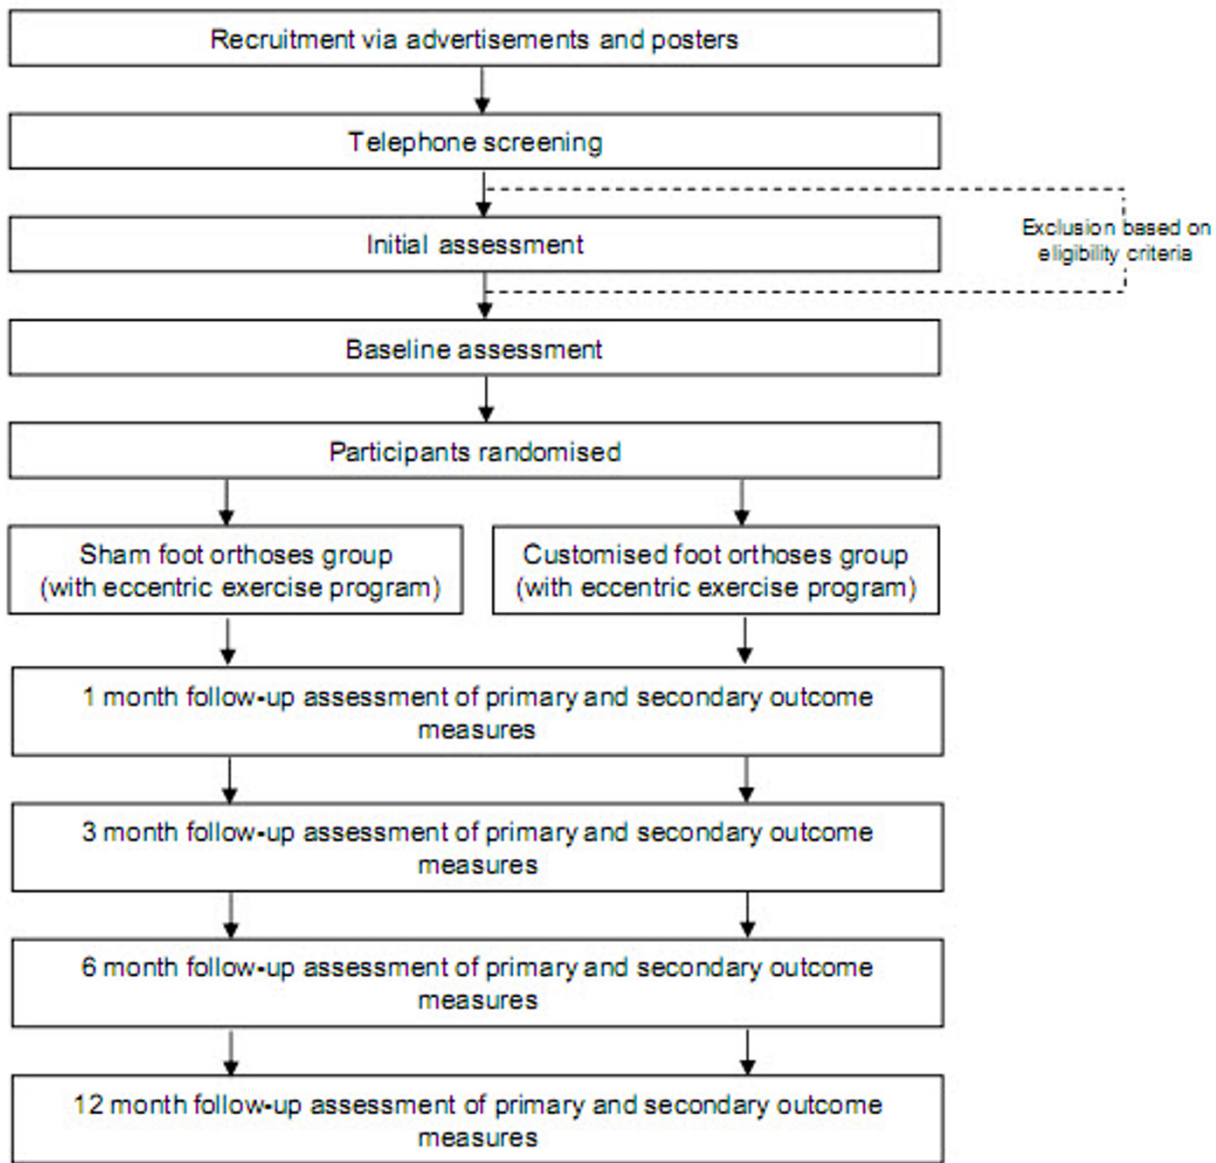 Recruitment via advertisements and posters
Telephone screening
Exclusion based on
eligibility criteria
Initial assessment
Baseline assessment
Participants randomised
Sham foot orthoses group
(with eccentric exercise program)
Customised foot orthoses group
(with eccentric exercise program)
1 month follow-up assessment of primary and secondary outcome
measures
3 month follow-up assessment of primary and secondary outcome
measures
6 month follow-up assessment of primary and secondary outcome
measures
12 month follow-up assessment of primary and secondary outcome
measures